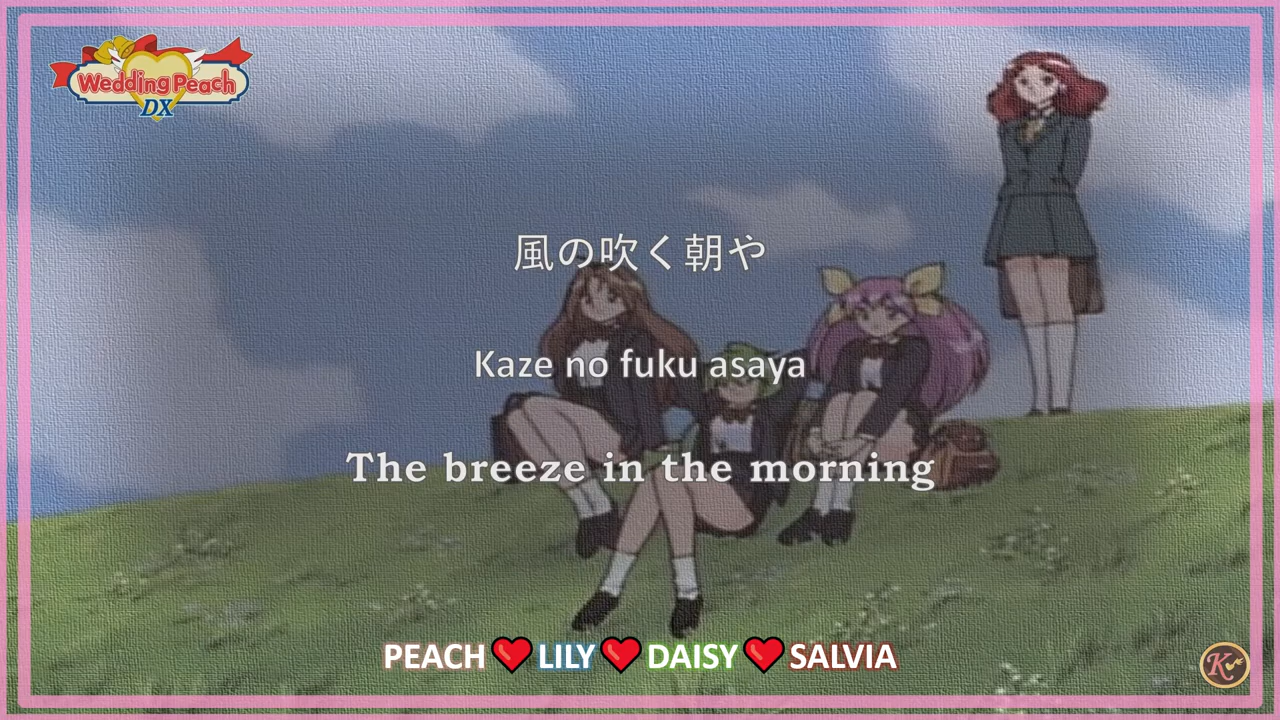 Wedding Peach
DX
風の吹く朝や
Kaze no fuku asaya
The breeze in the morning
PEACH LILY DAISY SALVIA
K